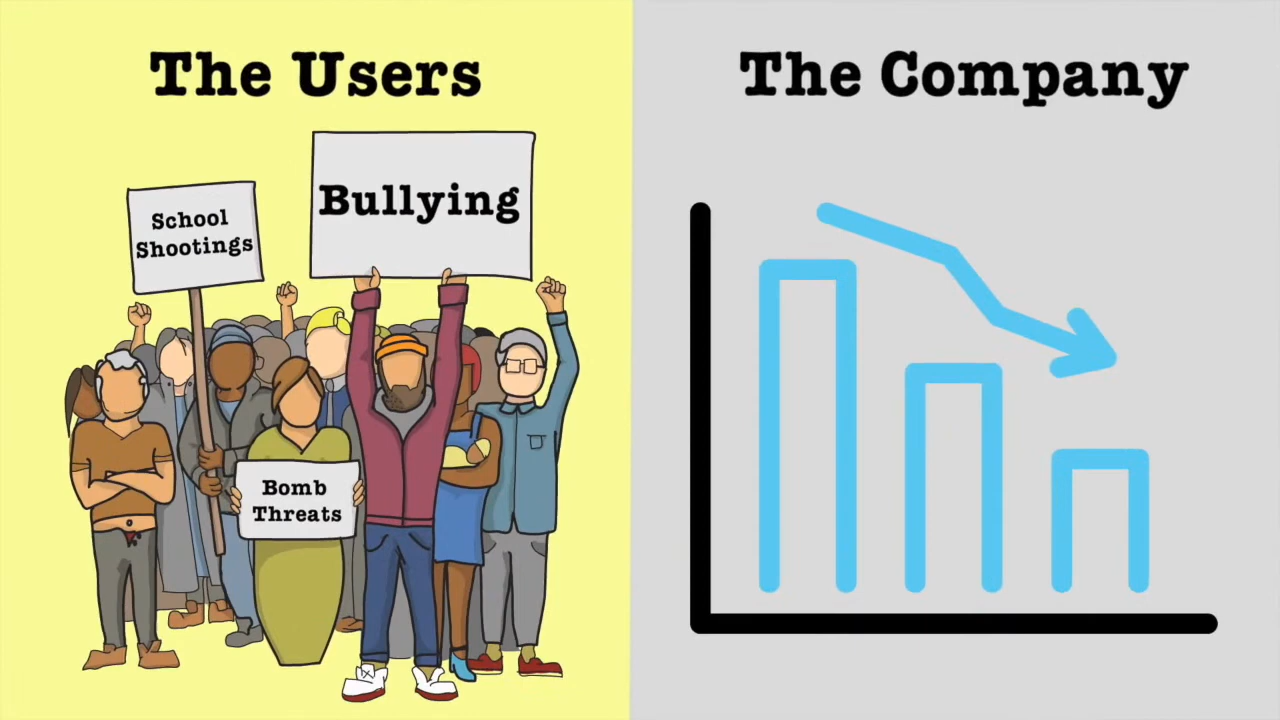 The Users
The Company
Bullying
School
Shootings
Bomb
Threats